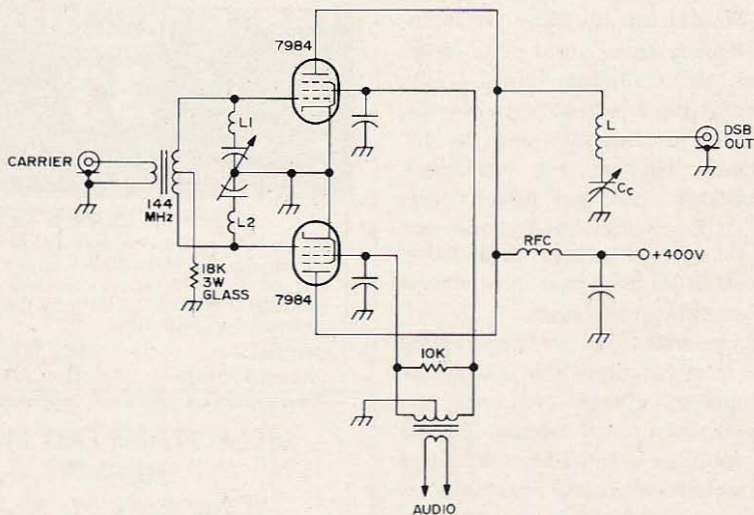 7984
L1
CARRIER
144
MHz
L2
18K
3W
GLASS
7984
L
DSB
OUT
Cc
RFC
+400V
10K
AUDIO